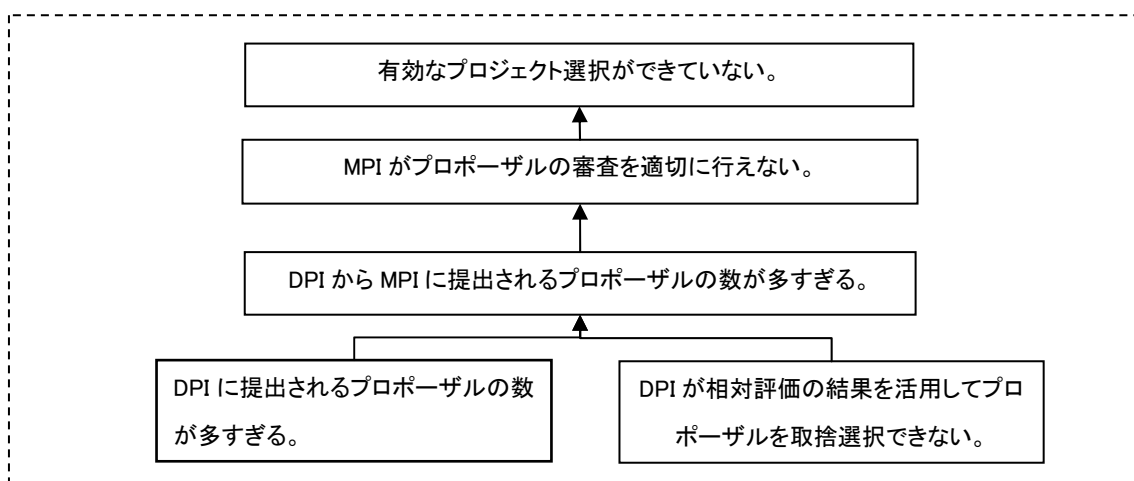 有効なプロジェクト選択ができていない。
MPI がプロポーザルの審査を適切に行えない。
DPI から MPI に提出されるプロポーザルの数が多すぎる。
DPI に提出されるプロポーザルの数
が多すぎる。
DPI が相対評価の結果を活用してプロ
ポーザルを取捨選択できない。